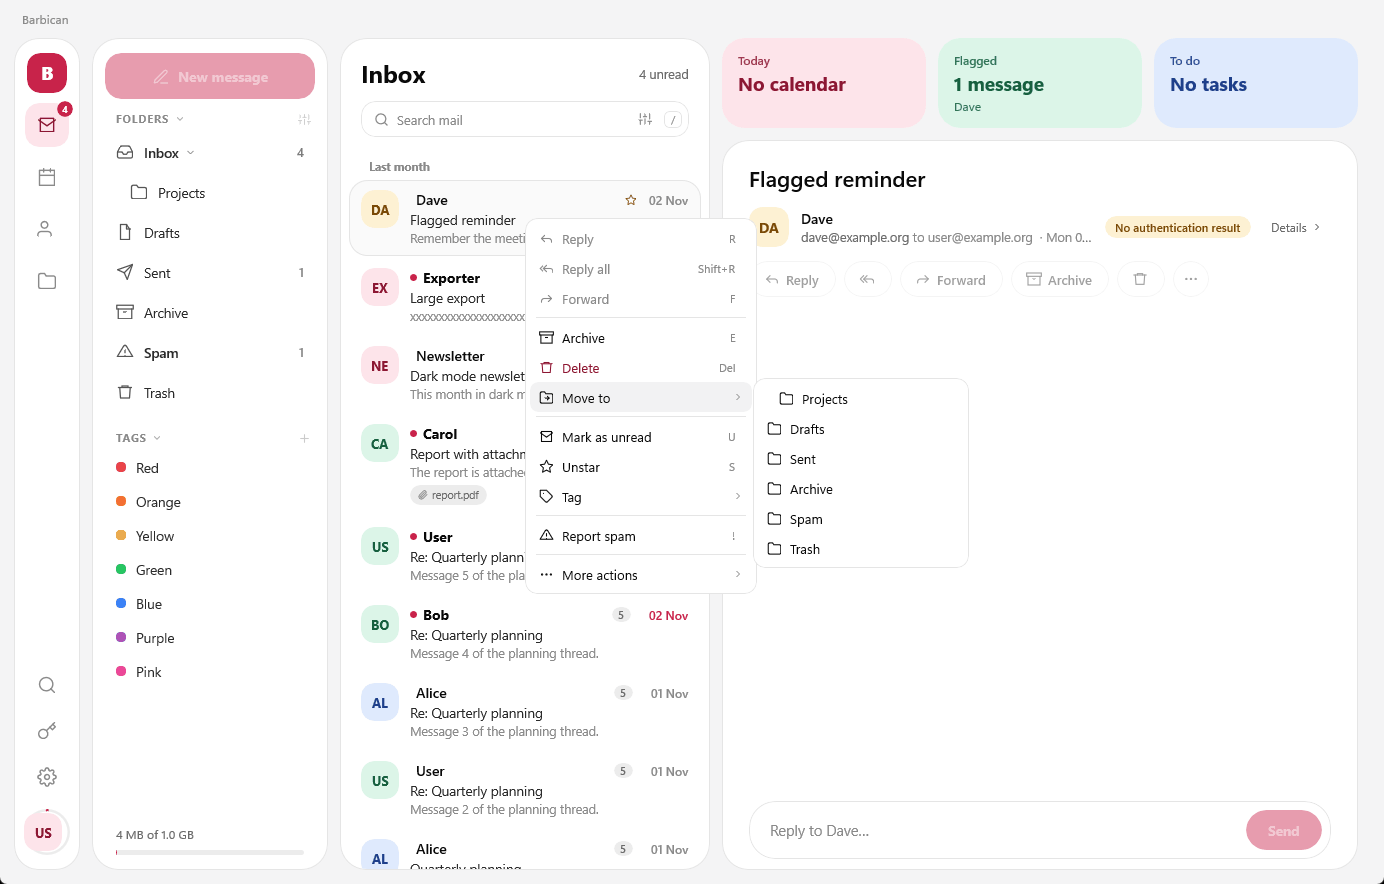 Barbican
B
4
New message
FOLDERS
Inbox 4
Projects
Drafts
Sent 1
Archive
Spam 1
Trash
TAGS
Red
Orange
Yellow
Green
Blue
Purple
Pink
4 MB of 1.0 GB
US
Inbox
4 unread
Search mail /
Last month
DA
Dave 02 Nov
Flagged reminder
Remember the meeti
EX
Exporter
Large export
NE
Newsletter
Dark mode newslet
This month in dark m
CA
Carol
Report with attachm
The report is attache
report.pdf
US
User
Re: Quarterly plann
Message 5 of the pla
BO
Bob 5 02 Nov
Re: Quarterly planning
Message 4 of the planning thread.
AL
Alice 5 01 Nov
Re: Quarterly planning
Message 3 of the planning thread.
US
User 5 01 Nov
Re: Quarterly planning
Message 2 of the planning thread.
AL
Alice 5 01 Nov
Quarterly planning
Reply R
Reply all Shift+R
Forward F
Archive E
Delete Del
Move to
Mark as unread U
Unstar S
Tag
Report spam !
More actions
Projects
Drafts
Sent
Archive
Spam
Trash
Today
No calendar
Flagged
1 message
Dave
To do
No tasks
Flagged reminder
DA
Dave
dave@example.org to user@example.org · Mon 0...
No authentication result
Details
Reply
Forward
Archive
Reply to Dave...
Send